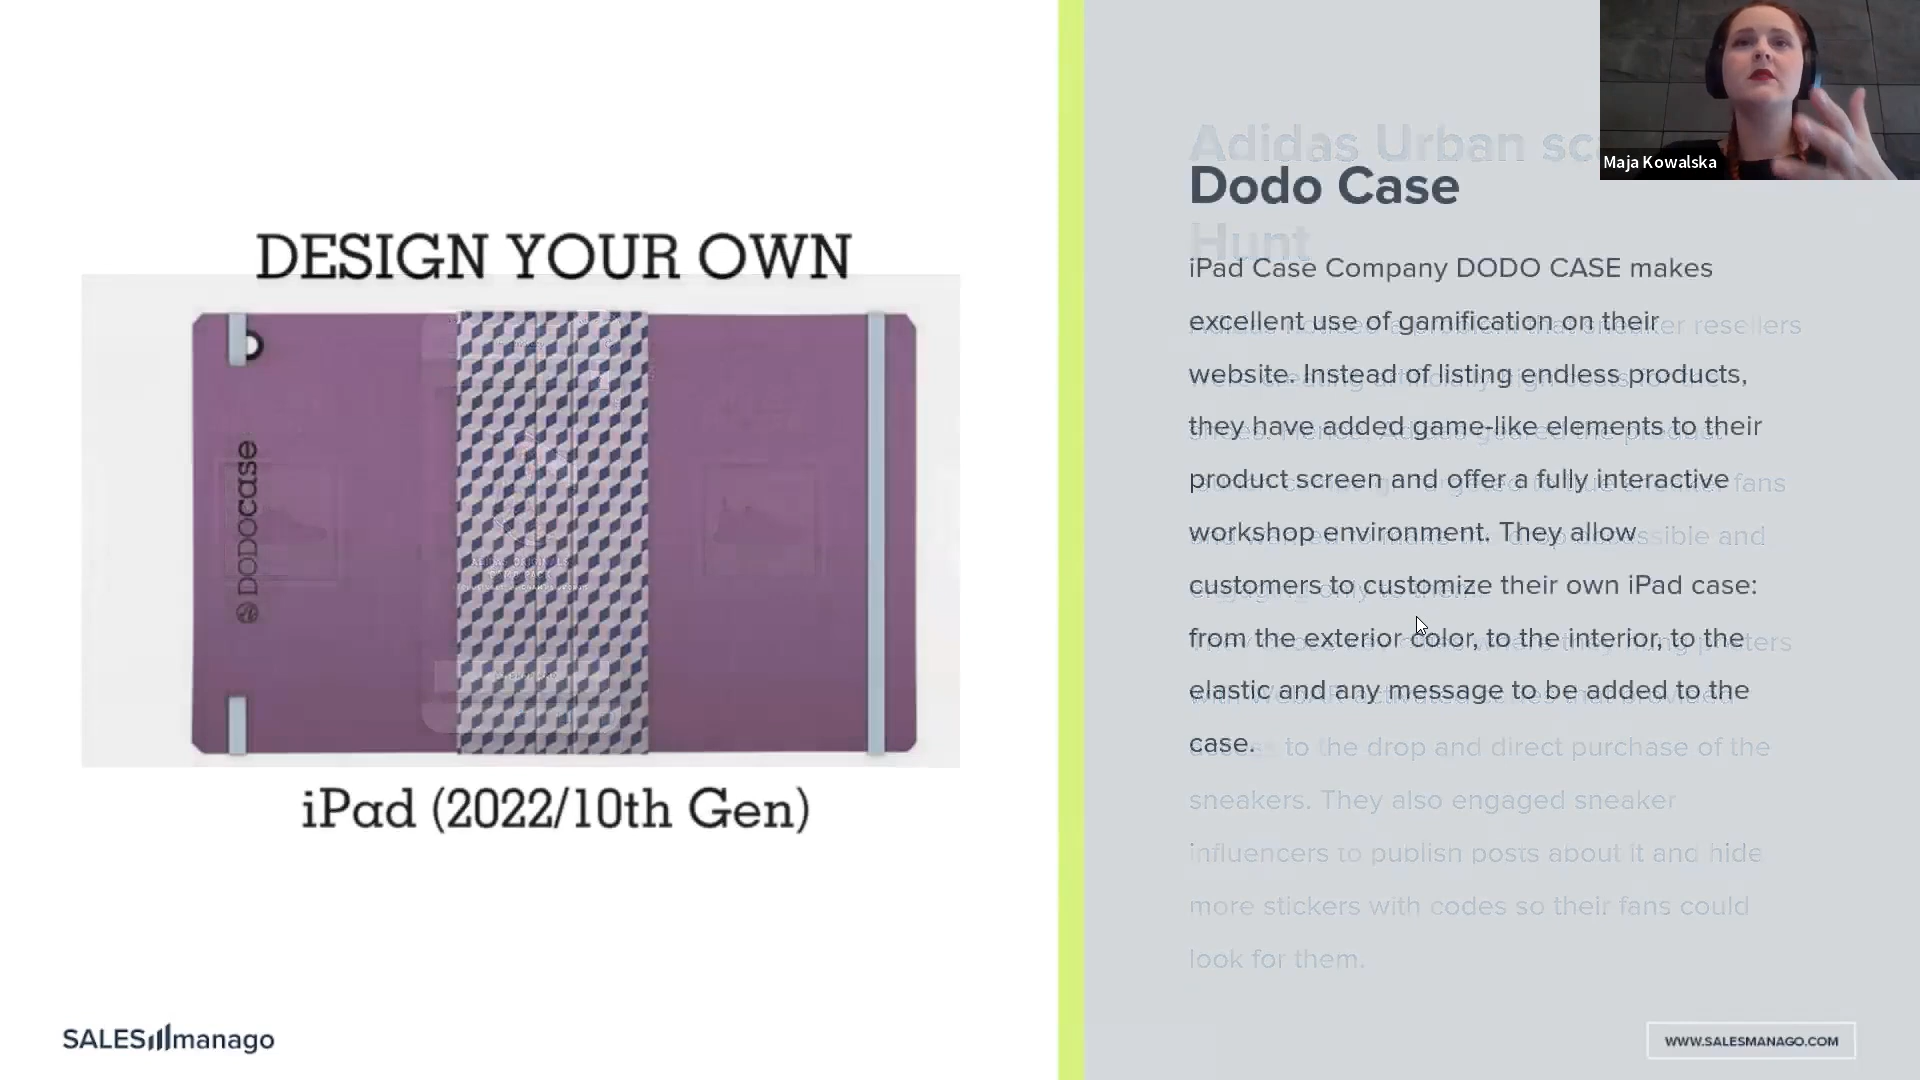 DESIGN YOUR OWN
DODOcase
iPad (2022/10th Gen)
SALESmanago
Maja Kowalska
Adidas Urban
Hunt
Dodo Case
iPad Case Company DODO CASE makes
excellent use of gamification on their
website. Instead of listing endless products,
they have added game-like elements to their
product screen and offer a fully interactive
workshop environment. They allow
customers to customize their own iPad case:
from the exterior color, to the interior, to the
elastic and any message to be added to the
case.
to the drop and direct purchase of the
sneakers. They also engaged sneaker
influencers to publish posts about it and hide
more stickers with codes so their fans could
look for them.
WWW.SALESMANAGO.COM